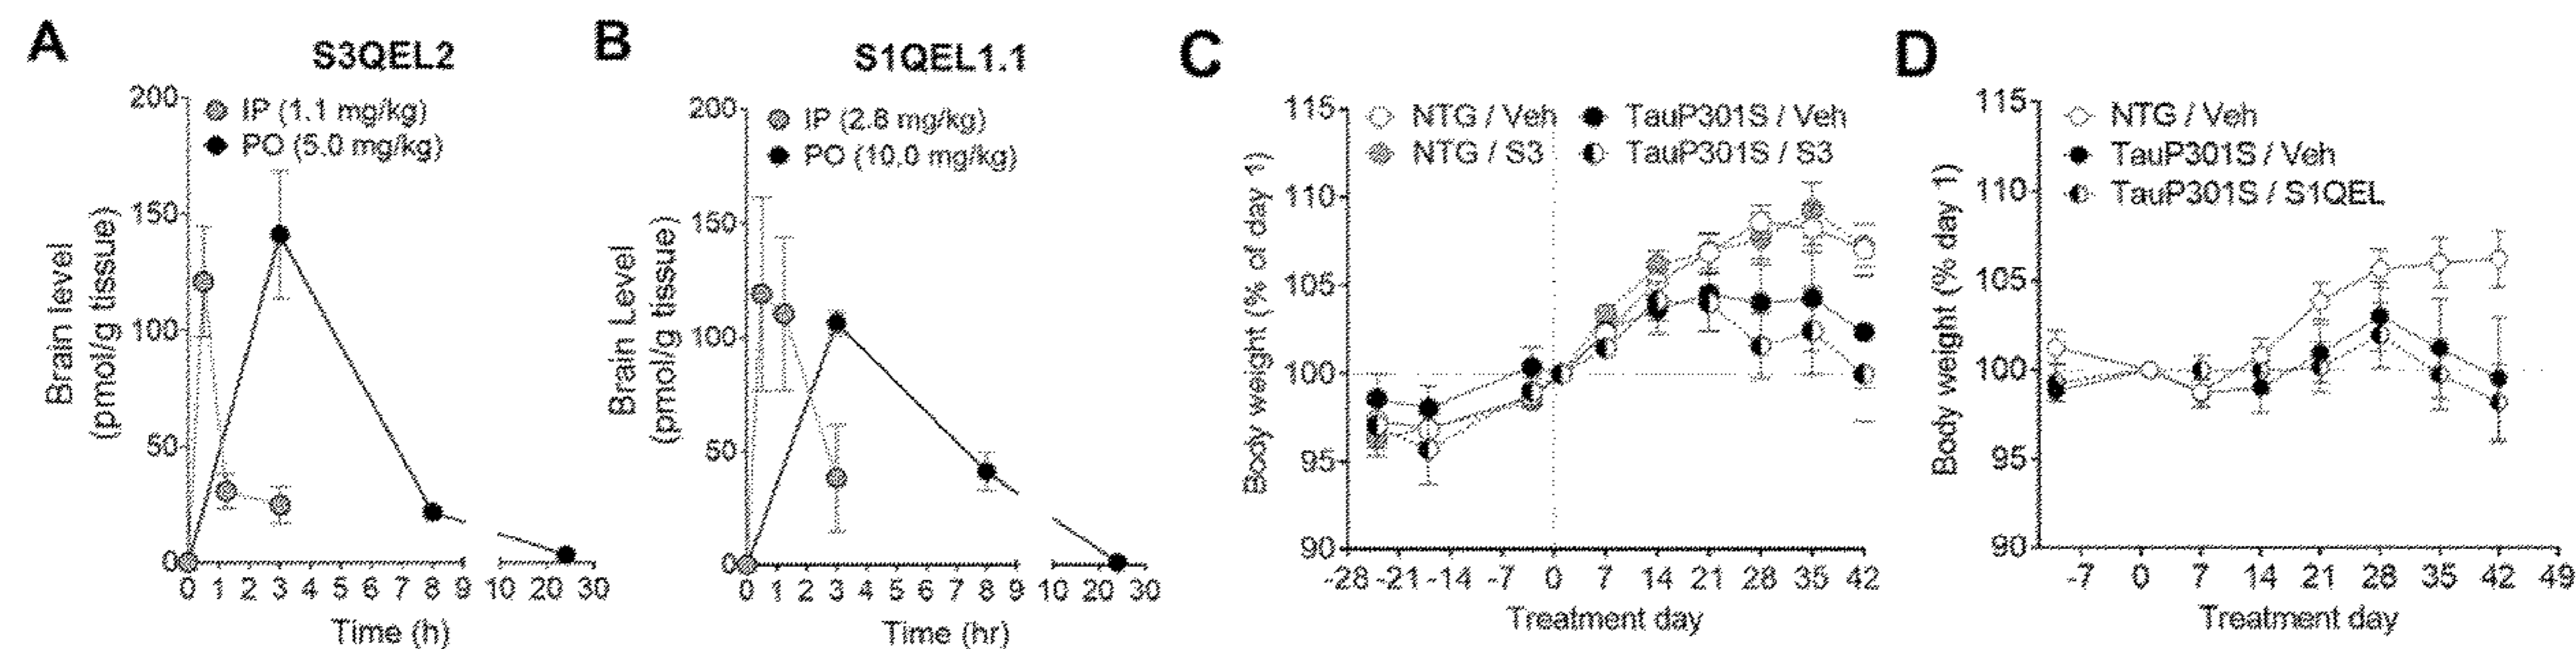 A
S3QEL2
200
150
100
50
0
IP (1.1 mg/kg)
PO (5.0 mg/kg)
Brain level
(pmol/g tissue)
0 1 2 3 4 5 6 7 8 9 10 20 30
Time (h)
B
S1QEL1.1
200
150
100
50
0
IP (2.8 mg/kg)
PO (10.0 mg/kg)
Brain Level
(pmol/g tissue)
0 1 2 3 4 5 6 7 8 9 10 20 30
Time (hr)
C
115
110
105
100
95
90
NTG / Veh
TauP301S / Veh
NTG / S3
TauP301S / S3
Body weight (% of day 1)
-28 -21 -14 -7 0 7 14 21 28 35 42
Treatment day
D
115
110
105
100
95
90
NTG / Veh
TauP301S / Veh
TauP301S / S1QEL
Body weight (% day 1)
-7 0 7 14 21 28 35 42 49
Treatment day